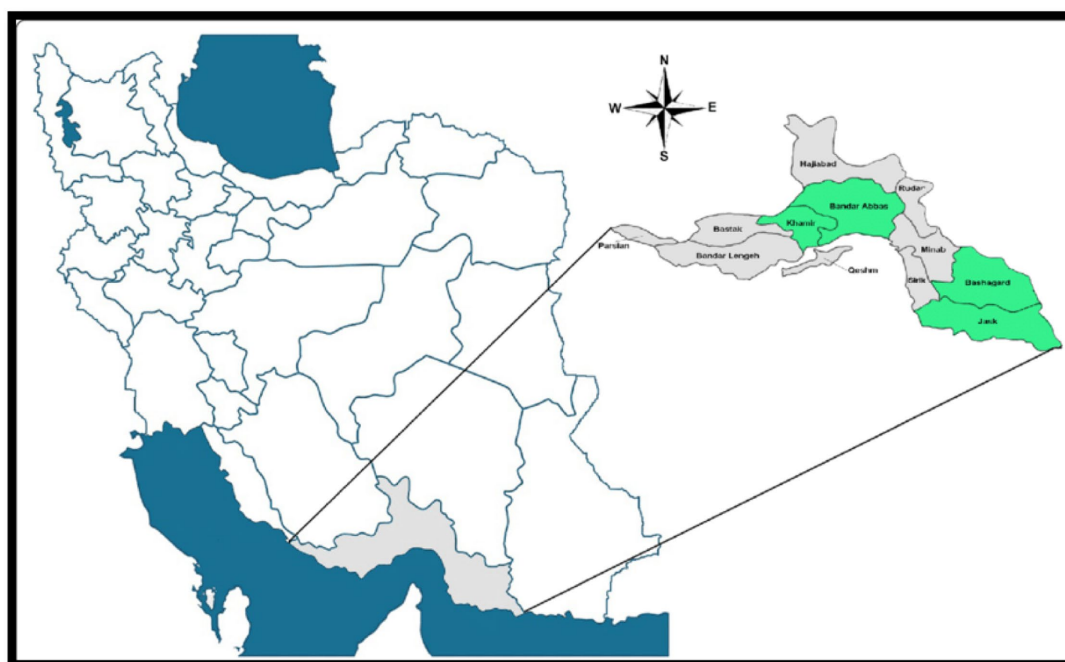 N
W E
S
Hajiabad
Rudan
Bandar Abbas
Khamir
Bastak
Parsian
Minab
Bandar Lengeh
Qeshm
Sirik
Bashagard
Jask